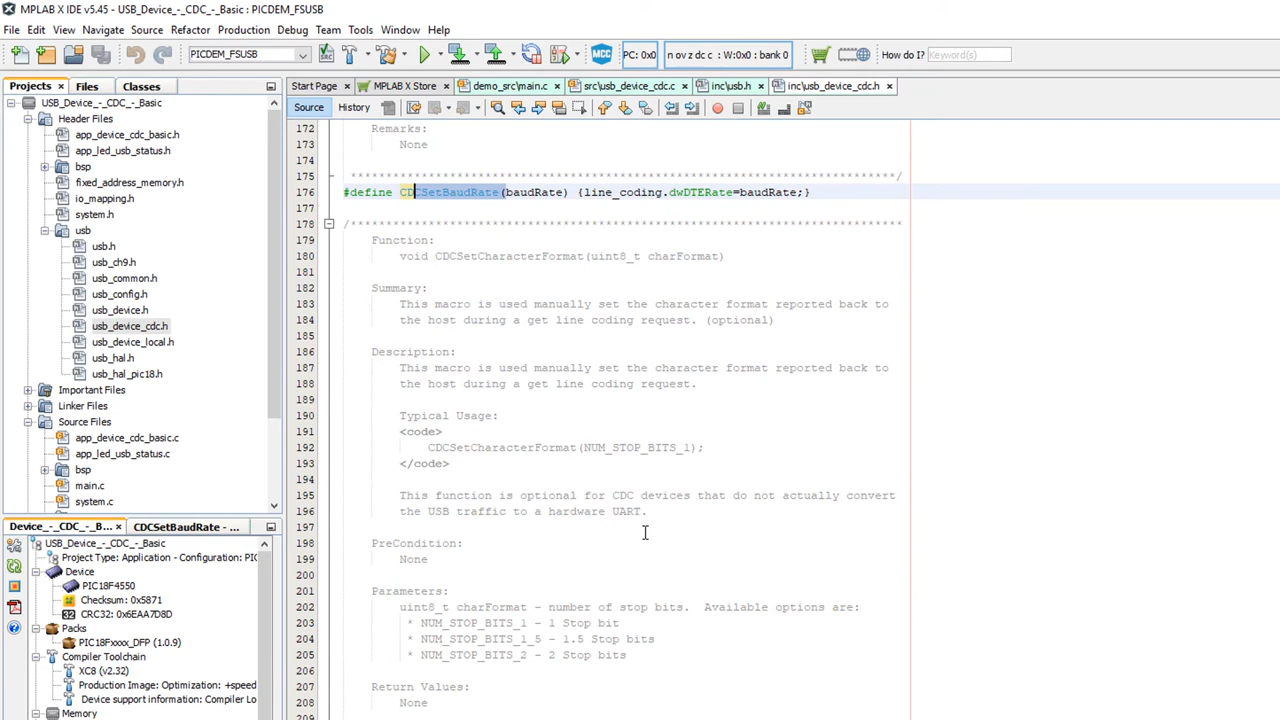 MPLAB X IDE v5.45 - USB_Device_-_CDC_-_Basic : PICDEM_FSUSB
File Edit View Navigate Source Refactor Production Debug Team Tools Window Help
PICDEM_FSUSB
SRC
MCC
PC: 0x0
n ov z dc c : W:0x0 : bank 0
How do I?
Keyword(s)
Projects
Files
Classes
Start Page
MPLAB X Store
demo_src\main.c
src\usb_device_cdc.c
inc\usb.h
inc\usb_device_cdc.h
Source
History
USB_Device_-_CDC_-_Basic
Header Files
app_device_cdc_basic.h
app_led_usb_status.h
bsp
fixed_address_memory.h
io_mapping.h
system.h
usb
usb.h
usb_ch9.h
usb_common.h
usb_config.h
usb_device.h
usb_device_cdc.h
usb_device_local.h
usb_hal.h
usb_hal_pic18.h
Important Files
Linker Files
Source Files
app_device_cdc_basic.c
app_led_usb_status.c
bsp
main.c
system.c
Device_-_CDC_-_B...
CDCSetBaudRate - ...
USB_Device_-_CDC_-_Basic
Project Type: Application - Configuration: PIC
Device
PIC18F4550
Checksum: 0x5871
CRC32: 0x6EAA7D8D
Packs
PIC18Fxxxx_DFP (1.0.9)
Compiler Toolchain
XC8 (v2.32)
Production Image: Optimization: +speed
Device support information: Compiler Lo
Memory
172 Remarks:
173 None
174
175 ***********************************************************************************/
176 #define CDCSetBaudRate(baudRate) {line_coding.dwDTERate=baudRate;}
177
178 /***********************************************************************************
179 Function:
180 void CDCSetCharacterFormat(uint8_t charFormat)
181
182 Summary:
183 This macro is used manually set the character format reported back to
184 the host during a get line coding request. (optional)
185
186 Description:
187 This macro is used manually set the character format reported back to
188 the host during a get line coding request.
189
190 Typical Usage:
191 <code>
192 CDCSetCharacterFormat(NUM_STOP_BITS_1);
193 </code>
194
195 This function is optional for CDC devices that do not actually convert
196 the USB traffic to a hardware UART.
197
198 PreCondition:
199 None
200
201 Parameters:
202 uint8_t charFormat - number of stop bits.  Available options are:
203 * NUM_STOP_BITS_1 - 1 Stop bit
204 * NUM_STOP_BITS_1_5 - 1.5 Stop bits
205 * NUM_STOP_BITS_2 - 2 Stop bits
206
207 Return Values:
208 None
209